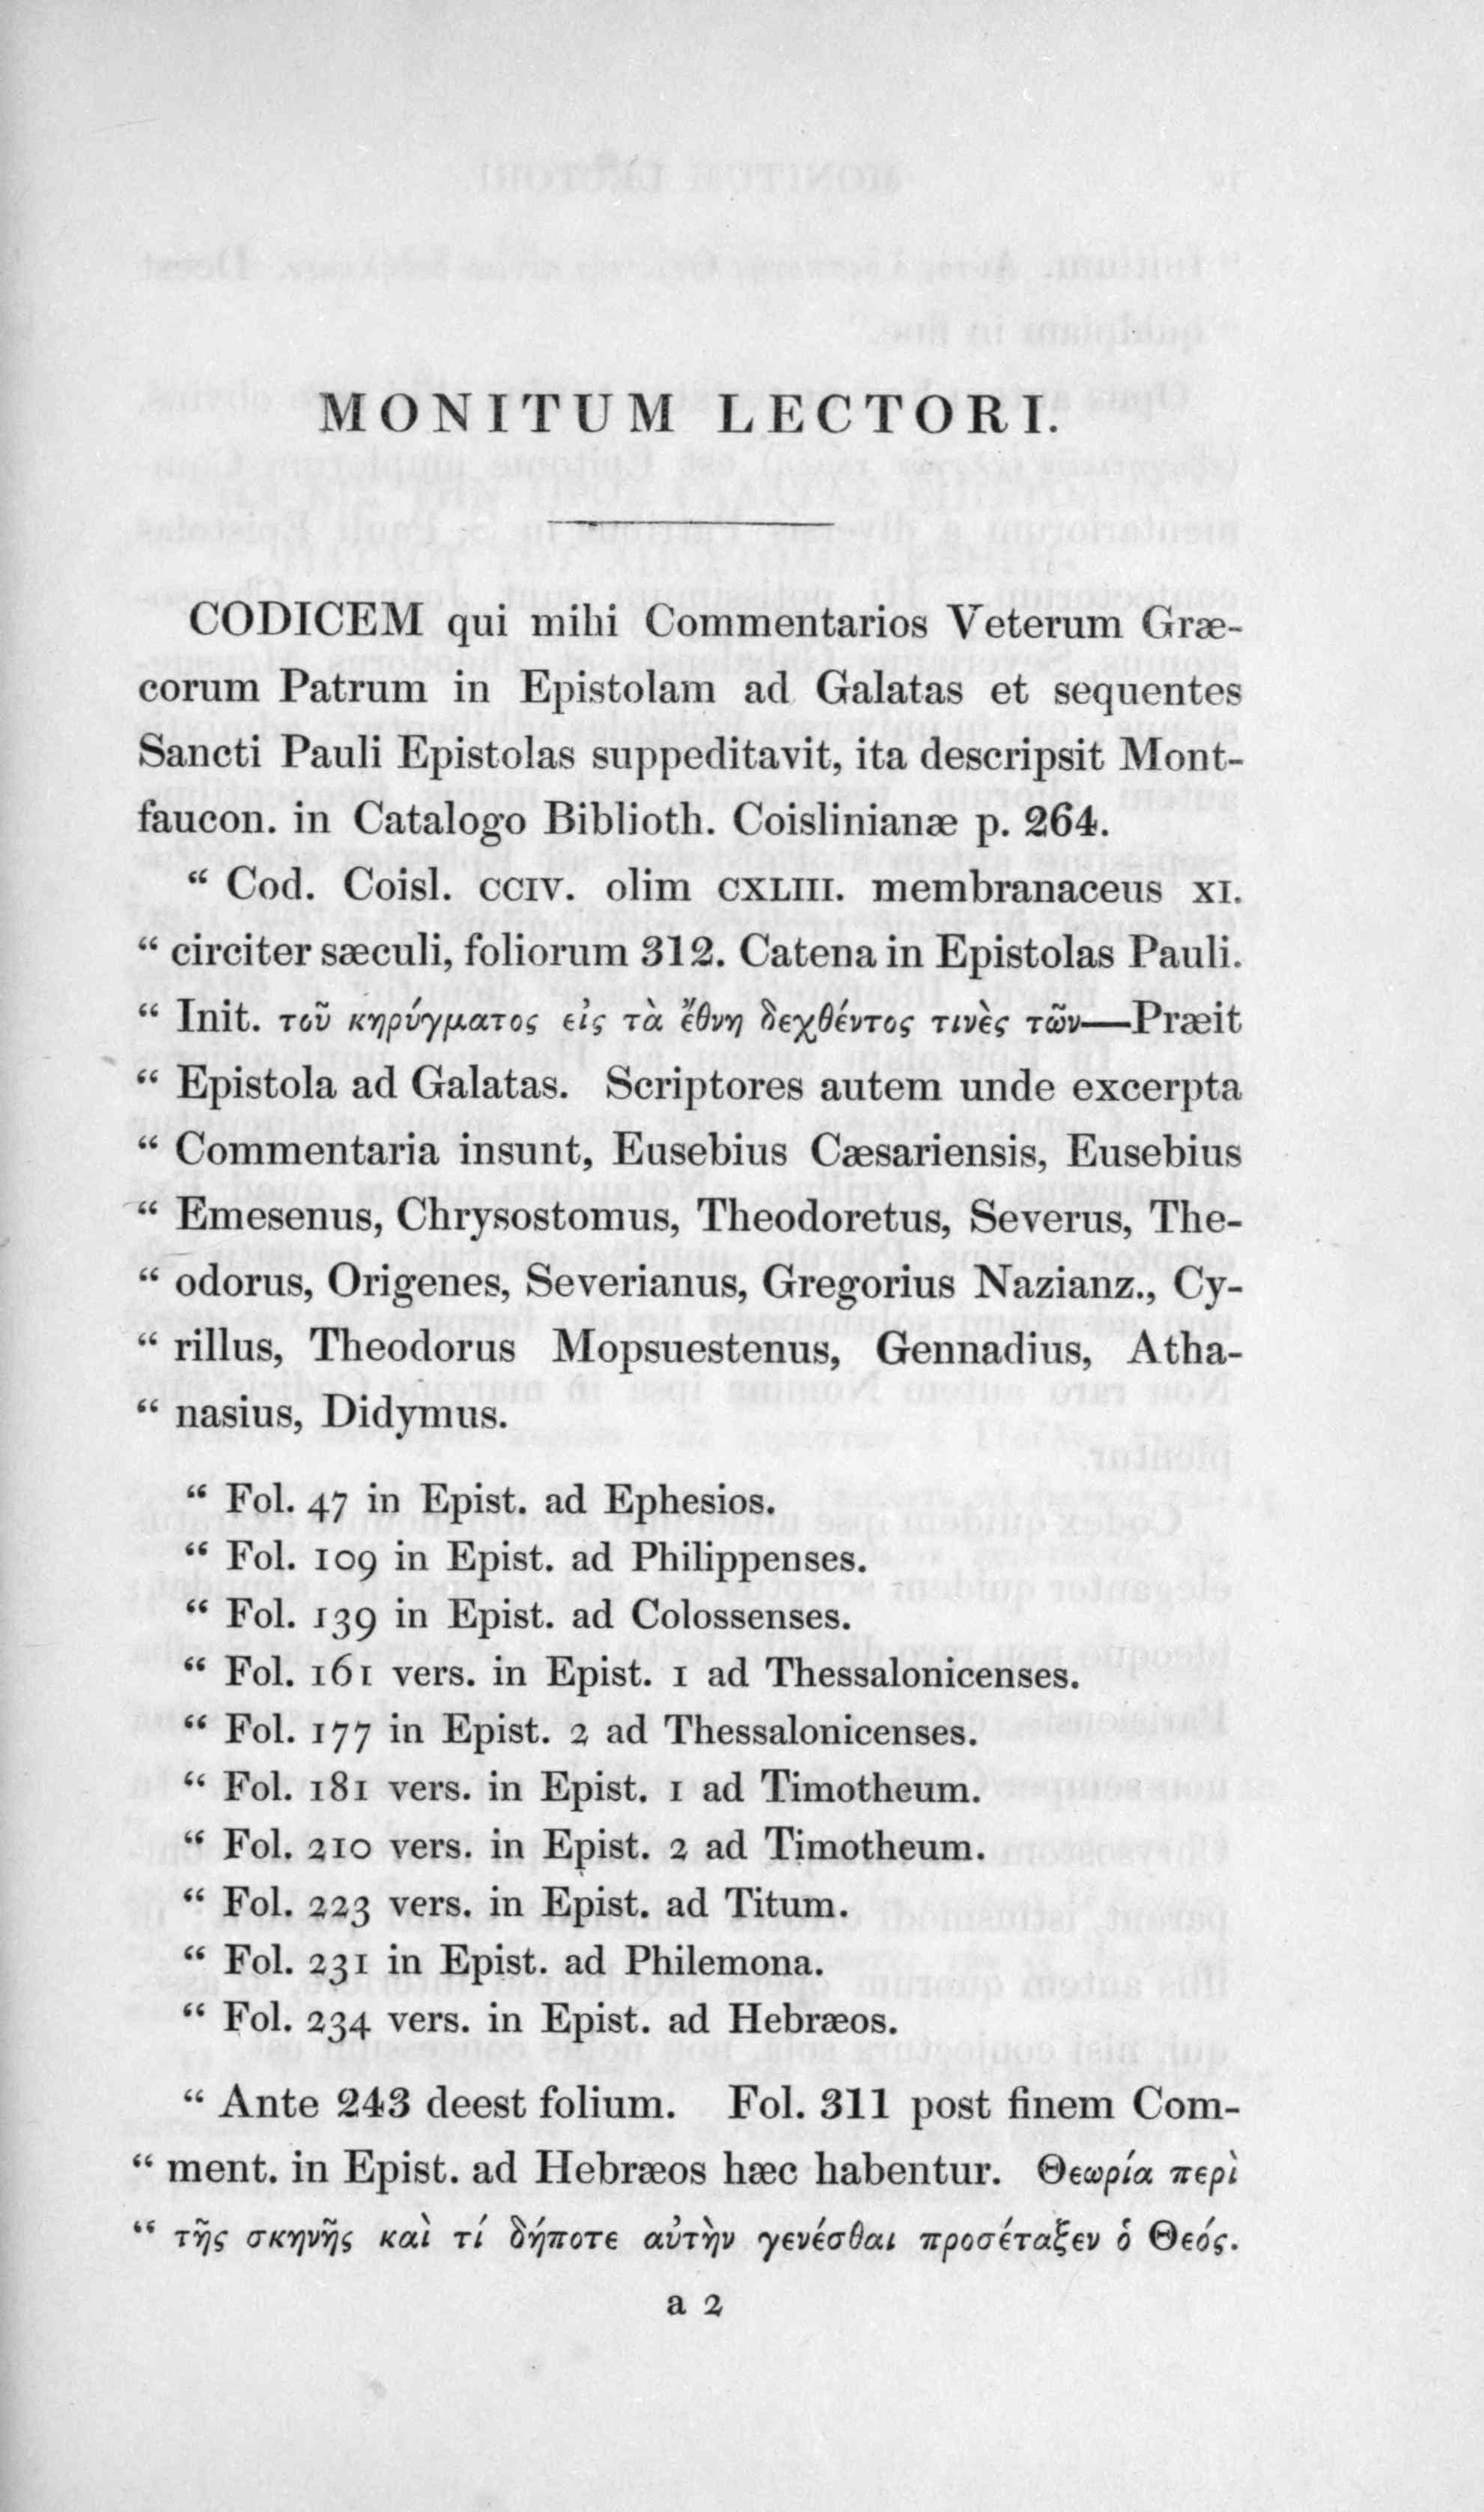 MONITUM LECTORI.
CODICEM qui mihi Commentarios Veterum Græ-
corum Patrum in Epistolam ad Galatas et sequentes
Sancti Pauli Epistolas suppeditavit, ita descripsit Mont-
faucon. in Catalogo Biblioth. Coislinianæ p. 264.
“ Cod. Coisl. CCIV. olim CXLIII. membranaceus XI.
“ circiter sæculi, foliorum 312. Catena in Epistolas Pauli.
“ Init. τοῦ κηρύγματος εἰς τὰ ἔθνη δεχθέντος τινὲς τῶν—Præit
“ Epistola ad Galatas. Scriptores autem unde excerpta
“ Commentaria insunt, Eusebius Cæsariensis, Eusebius
“ Emesenus, Chrysostomus, Theodoretus, Severus, The-
“ odorus, Origenes, Severianus, Gregorius Nazianz., Cy-
“ rillus, Theodorus Mopsuestenus, Gennadius, Atha-
“ nasius, Didymus.
“ Fol. 47 in Epist. ad Ephesios.
“ Fol. 109 in Epist. ad Philippenses.
“ Fol. 139 in Epist. ad Colossenses.
“ Fol. 161 vers. in Epist. 1 ad Thessalonicenses.
“ Fol. 177 in Epist. 2 ad Thessalonicenses.
“ Fol. 181 vers. in Epist. 1 ad Timotheum.
“ Fol. 210 vers. in Epist. 2 ad Timotheum.
“ Fol. 223 vers. in Epist. ad Titum.
“ Fol. 231 in Epist. ad Philemona.
“ Fol. 234 vers. in Epist. ad Hebræos.
“ Ante 243 deest folium. Fol. 311 post finem Com-
“ ment. in Epist. ad Hebræos hæc habentur. Θεωρία περὶ
“ τῆς σκηνῆς καὶ τί δήποτε αὐτὴν γενέσθαι προσέταξεν ὁ Θεός.
a 2